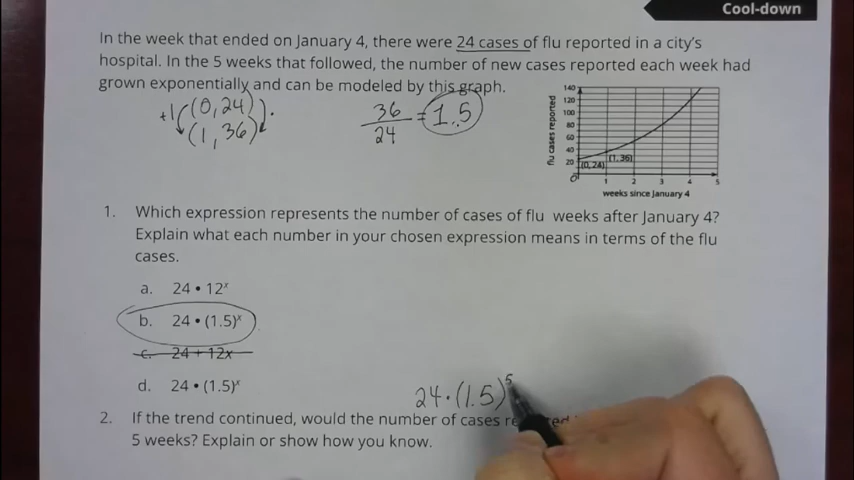 Cool-down
In the week that ended on January 4, there were 24 cases of flu reported in a city's
hospital. In the 5 weeks that followed, the number of new cases reported each week had
grown exponentially and can be modeled by this graph.
+1 (0,24)
(1,36)
36
24
= 1.5
140
120
100
80
60
40
20
0
flu cases reported
(0, 24)
(1, 36)
1 2 3 4 5
weeks since January 4
1. Which expression represents the number of cases of flu weeks after January 4?
Explain what each number in your chosen expression means in terms of the flu
cases.
a. 24 • 12ˣ
b. 24 • (1.5)ˣ
c. 24 + 12x
d. 24 • (1.5)ˣ
24 · (1.5)⁵
2. If the trend continued, would the number of cases
5 weeks? Explain or show how you know.